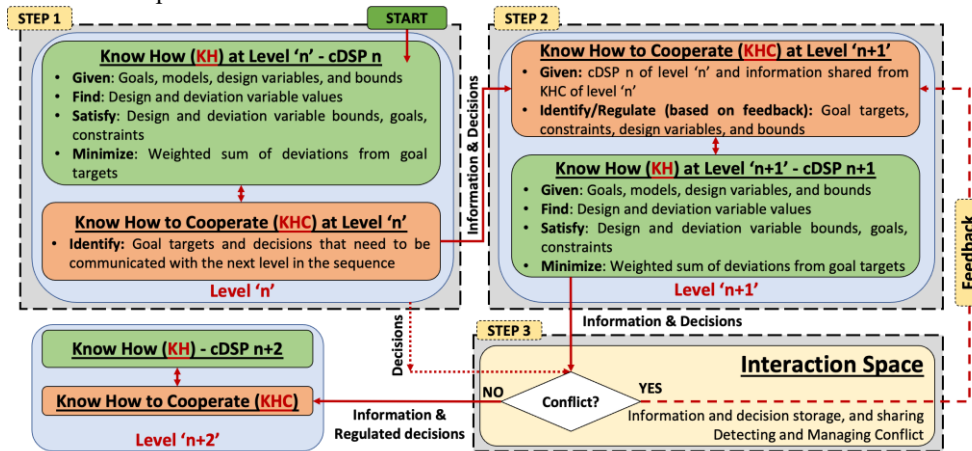 STEP 1
START
Know How (KH) at Level ‘n’ - cDSP n
• Given: Goals, models, design variables, and bounds
• Find: Design and deviation variable values
• Satisfy: Design and deviation variable bounds, goals,
constraints
• Minimize: Weighted sum of deviations from goal
targets
Know How to Cooperate (KHC) at Level ‘n’
• Identify: Goal targets and decisions that need to be
communicated with the next level in the sequence
Level ‘n’
Information & Decisions
STEP 2
Know How to Cooperate (KHC) at Level ‘n+1’
• Given: cDSP n of level ‘n’ and information shared from
KHC of level ‘n’
• Identify/Regulate (based on feedback): Goal targets,
constraints, design variables, and bounds
Know How (KH) at Level ‘n+1’ - cDSP n+1
• Given: Goals, models, design variables, and bounds
• Find: Design and deviation variable values
• Satisfy: Design and deviation variable bounds, goals,
constraints
• Minimize: Weighted sum of deviations from goal targets
Level ‘n+1’
Feedback
Decisions
Information & Decisions
STEP 3
Interaction Space
Conflict?
YES
NO
Information and decision storage, and sharing
Detecting and Managing Conflict
Information &
Regulated decisions
Know How (KH) - cDSP n+2
Know How to Cooperate (KHC)
Level ‘n+2’